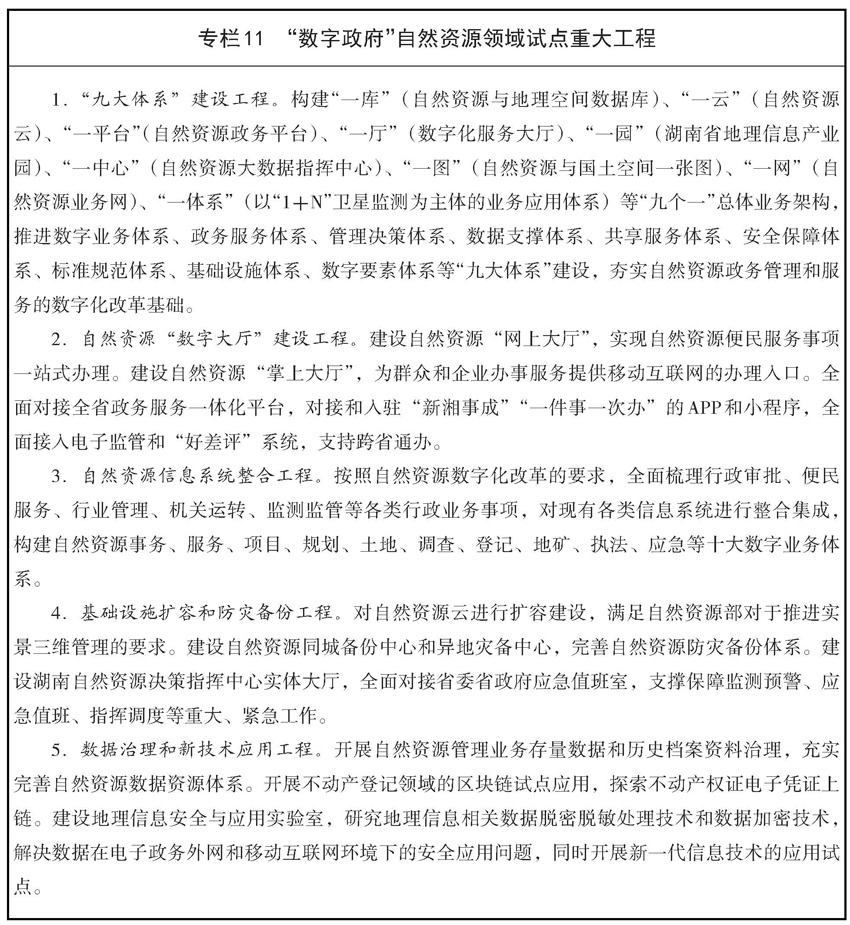 专栏11 “数字政府”自然资源领域试点重大工程
1. “九大体系”建设工程。构建“一库”（自然资源与地理空间数据库）、“一云”（自然资源
云）、“一平台”（自然资源政务平台）、“一厅”（数字化服务大厅）、“一园”（湖南省地理信息产业
园）、“一中心”（自然资源大数据指挥中心）、“一图”（自然资源与国土空间一张图）、“一网”（自
然资源业务网）、“一体系”（以“1+N”卫星监测为主体的业务应用体系）等“九个一”总体业务架构，
推进数字业务体系、政务服务体系、管理决策体系、数据支撑体系、共享服务体系、安全保障体
系、标准规范体系、基础设施体系、数字要素体系等“九大体系”建设，夯实自然资源政务管理和服
务的数字化改革基础。
2. 自然资源“数字大厅”建设工程。建设自然资源“网上大厅”，实现自然资源便民服务事项
一站式办理。建设自然资源“掌上大厅”，为群众和企业办事服务提供移动互联网的办理入口。全
面对接全省政务服务一体化平台，对接和入驻“新湘事成”“一件事一次办”的APP和小程序，全
面接入电子监管和“好差评”系统，支持跨省通办。
3. 自然资源信息系统整合工程。按照自然资源数字化改革的要求，全面梳理行政审批、便民
服务、行业管理、机关运转、监测监管等各类行政业务事项，对现有各类信息系统进行整合集成，
构建自然资源事务、服务、项目、规划、土地、调查、登记、地矿、执法、应急等十大数字业务体
系。
4. 基础设施扩容和防灾备份工程。对自然资源云进行扩容建设，满足自然资源部对于推进实
景三维管理的要求。建设自然资源同城备份中心和异地灾备中心，完善自然资源防灾备份体系。建
设湖南自然资源决策指挥中心实体大厅，全面对接省委省政府应急值班室，支撑保障监测预警、应
急值班、指挥调度等重大、紧急工作。
5. 数据治理和新技术应用工程。开展自然资源管理业务存量数据和历史档案资料治理，充实
完善自然资源数据资源体系。开展不动产登记领域的区块链试点应用，探索不动产权证电子凭证上
链。建设地理信息安全与应用实验室，研究地理信息相关数据脱密脱敏处理技术和数据加密技术，
解决数据在电子政务外网和移动互联网环境下的安全应用问题，同时开展新一代信息技术的应用试
点。